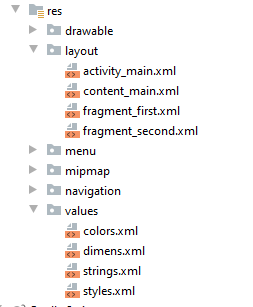 res
drawable
layout
activity_main.xml
content_main.xml
fragment_first.xml
fragment_second.xml
menu
mipmap
navigation
values
colors.xml
dimens.xml
strings.xml
styles.xml